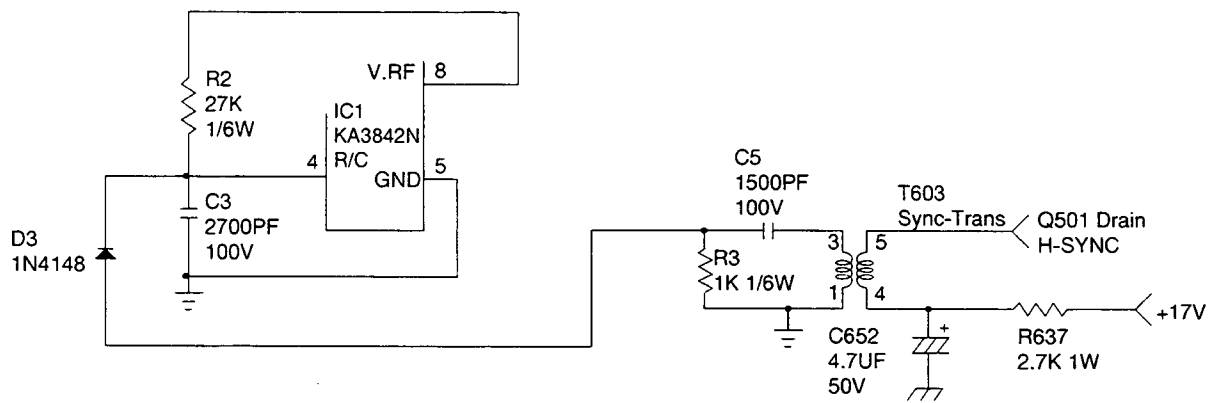 R2
27K
1/6W
V.RF
8
IC1
KA3842N
R/C
4
GND
5
C3
2700PF
100V
D3
1N4148
C5
1500PF
100V
R3
1K 1/6W
T603
Sync-Trans
3
5
1
4
Q501 Drain
H-SYNC
C652
4.7UF
50V
+
R637
2.7K 1W
+17V